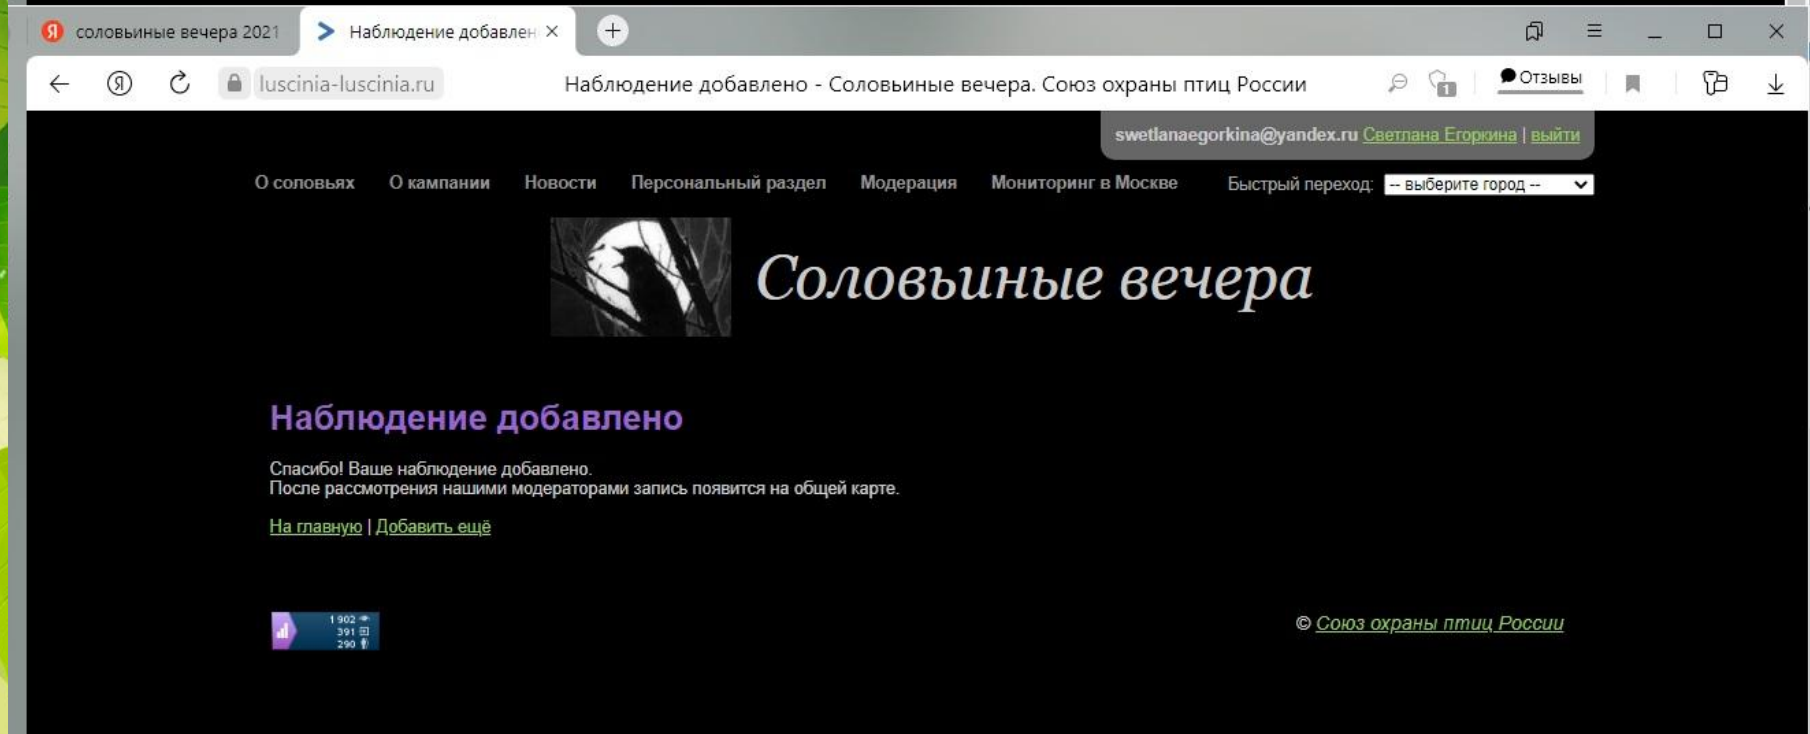 соловьиные вечера 2021
Наблюдение добавлен
luscinia-luscinia.ru
Наблюдение добавлено - Соловьиные вечера. Союз охраны птиц России
1
Отзывы
swetlanaegorkina@yandex.ru Светлана Егоркина | выйти
О соловьях О кампании Новости Персональный раздел Модерация Мониторинг в Москве Быстрый переход: -- выберите город --
Соловьиные вечера
Наблюдение добавлено
Спасибо! Ваше наблюдение добавлено.
После рассмотрения нашими модераторами запись появится на общей карте.
На главную | Добавить ещё
1 902
391
290
© Союз охраны птиц России